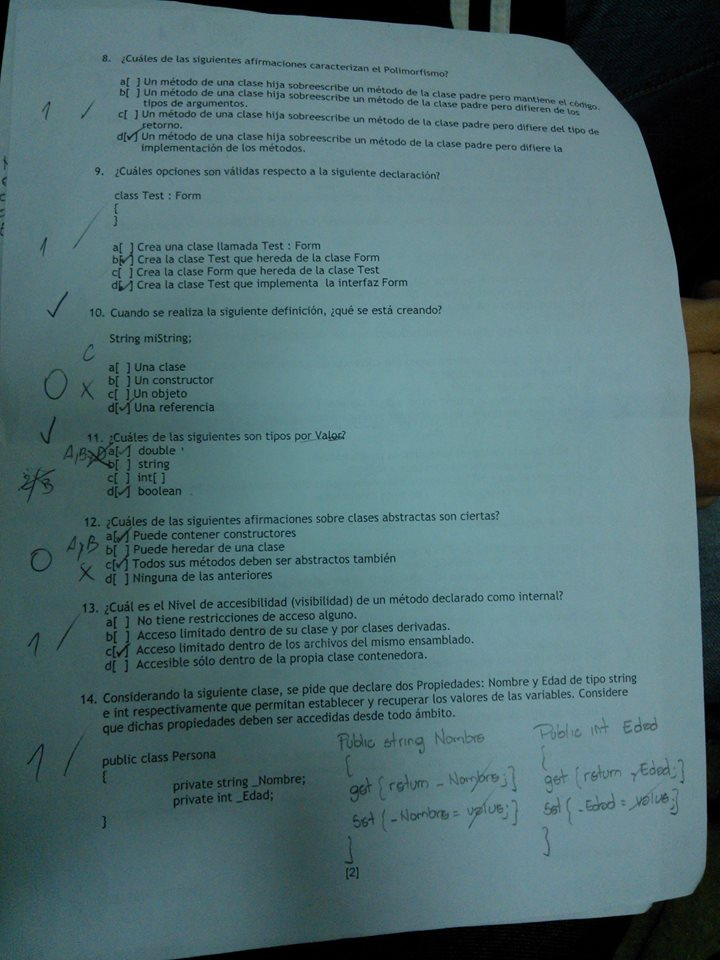 8. ¿Cuáles de las siguientes afirmaciones caracterizan el Polimorfismo?
a[ ] Un método de una clase hija sobreescribe un método de la clase padre pero mantiene el código.
b[ ] Un método de una clase hija sobreescribe un método de la clase padre pero difieren de los
tipos de argumentos.
c[ ] Un método de una clase hija sobreescribe un método de la clase padre pero difiere del tipo de
retorno.
1 / d[✓] Un método de una clase hija sobreescribe un método de la clase padre pero difiere la
implementación de los métodos.
9. ¿Cuáles opciones son válidas respecto a la siguiente declaración?
class Test : Form
{
}
1 / a[ ] Crea una clase llamada Test : Form
b[✓] Crea la clase Test que hereda de la clase Form
c[ ] Crea la clase Form que hereda de la clase Test
d[✓] Crea la clase Test que implementa la interfaz Form
✓ 10. Cuando se realiza la siguiente definición, ¿qué se está creando?
String miString;
C
a[ ] Una clase
O X b[ ] Un constructor
c[ ] Un objeto
d[✓] Una referencia
✓ 11. ¿Cuáles de las siguientes son tipos por Valor?
A,B a[✓] double
b[ ] string
c[ ] int[ ]
d[✓] boolean
12. ¿Cuáles de las siguientes afirmaciones sobre clases abstractas son ciertas?
a[✓] Puede contener constructores
O A,B b[ ] Puede heredar de una clase
X c[✓] Todos sus métodos deben ser abstractos también
d[ ] Ninguna de las anteriores
13. ¿Cuál es el Nivel de accesibilidad (visibilidad) de un método declarado como internal?
a[ ] No tiene restricciones de acceso alguno.
1 / b[ ] Acceso limitado dentro de su clase y por clases derivadas.
c[✓] Acceso limitado dentro de los archivos del mismo ensamblado.
d[ ] Accesible sólo dentro de la propia clase contenedora.
14. Considerando la siguiente clase, se pide que declare dos Propiedades: Nombre y Edad de tipo string
e int respectivamente que permitan establecer y recuperar los valores de las variables. Considere
que dichas propiedades deben ser accedidas desde todo ámbito.
1 / public class Persona
{
private string _Nombre;
private int _Edad;
}
Public string Nombre
{
get { return _Nombre; }
Set { _Nombre = value; }
}
Public int Edad
{
get { return _Edad; }
Set { _Edad = value; }
}
[2]